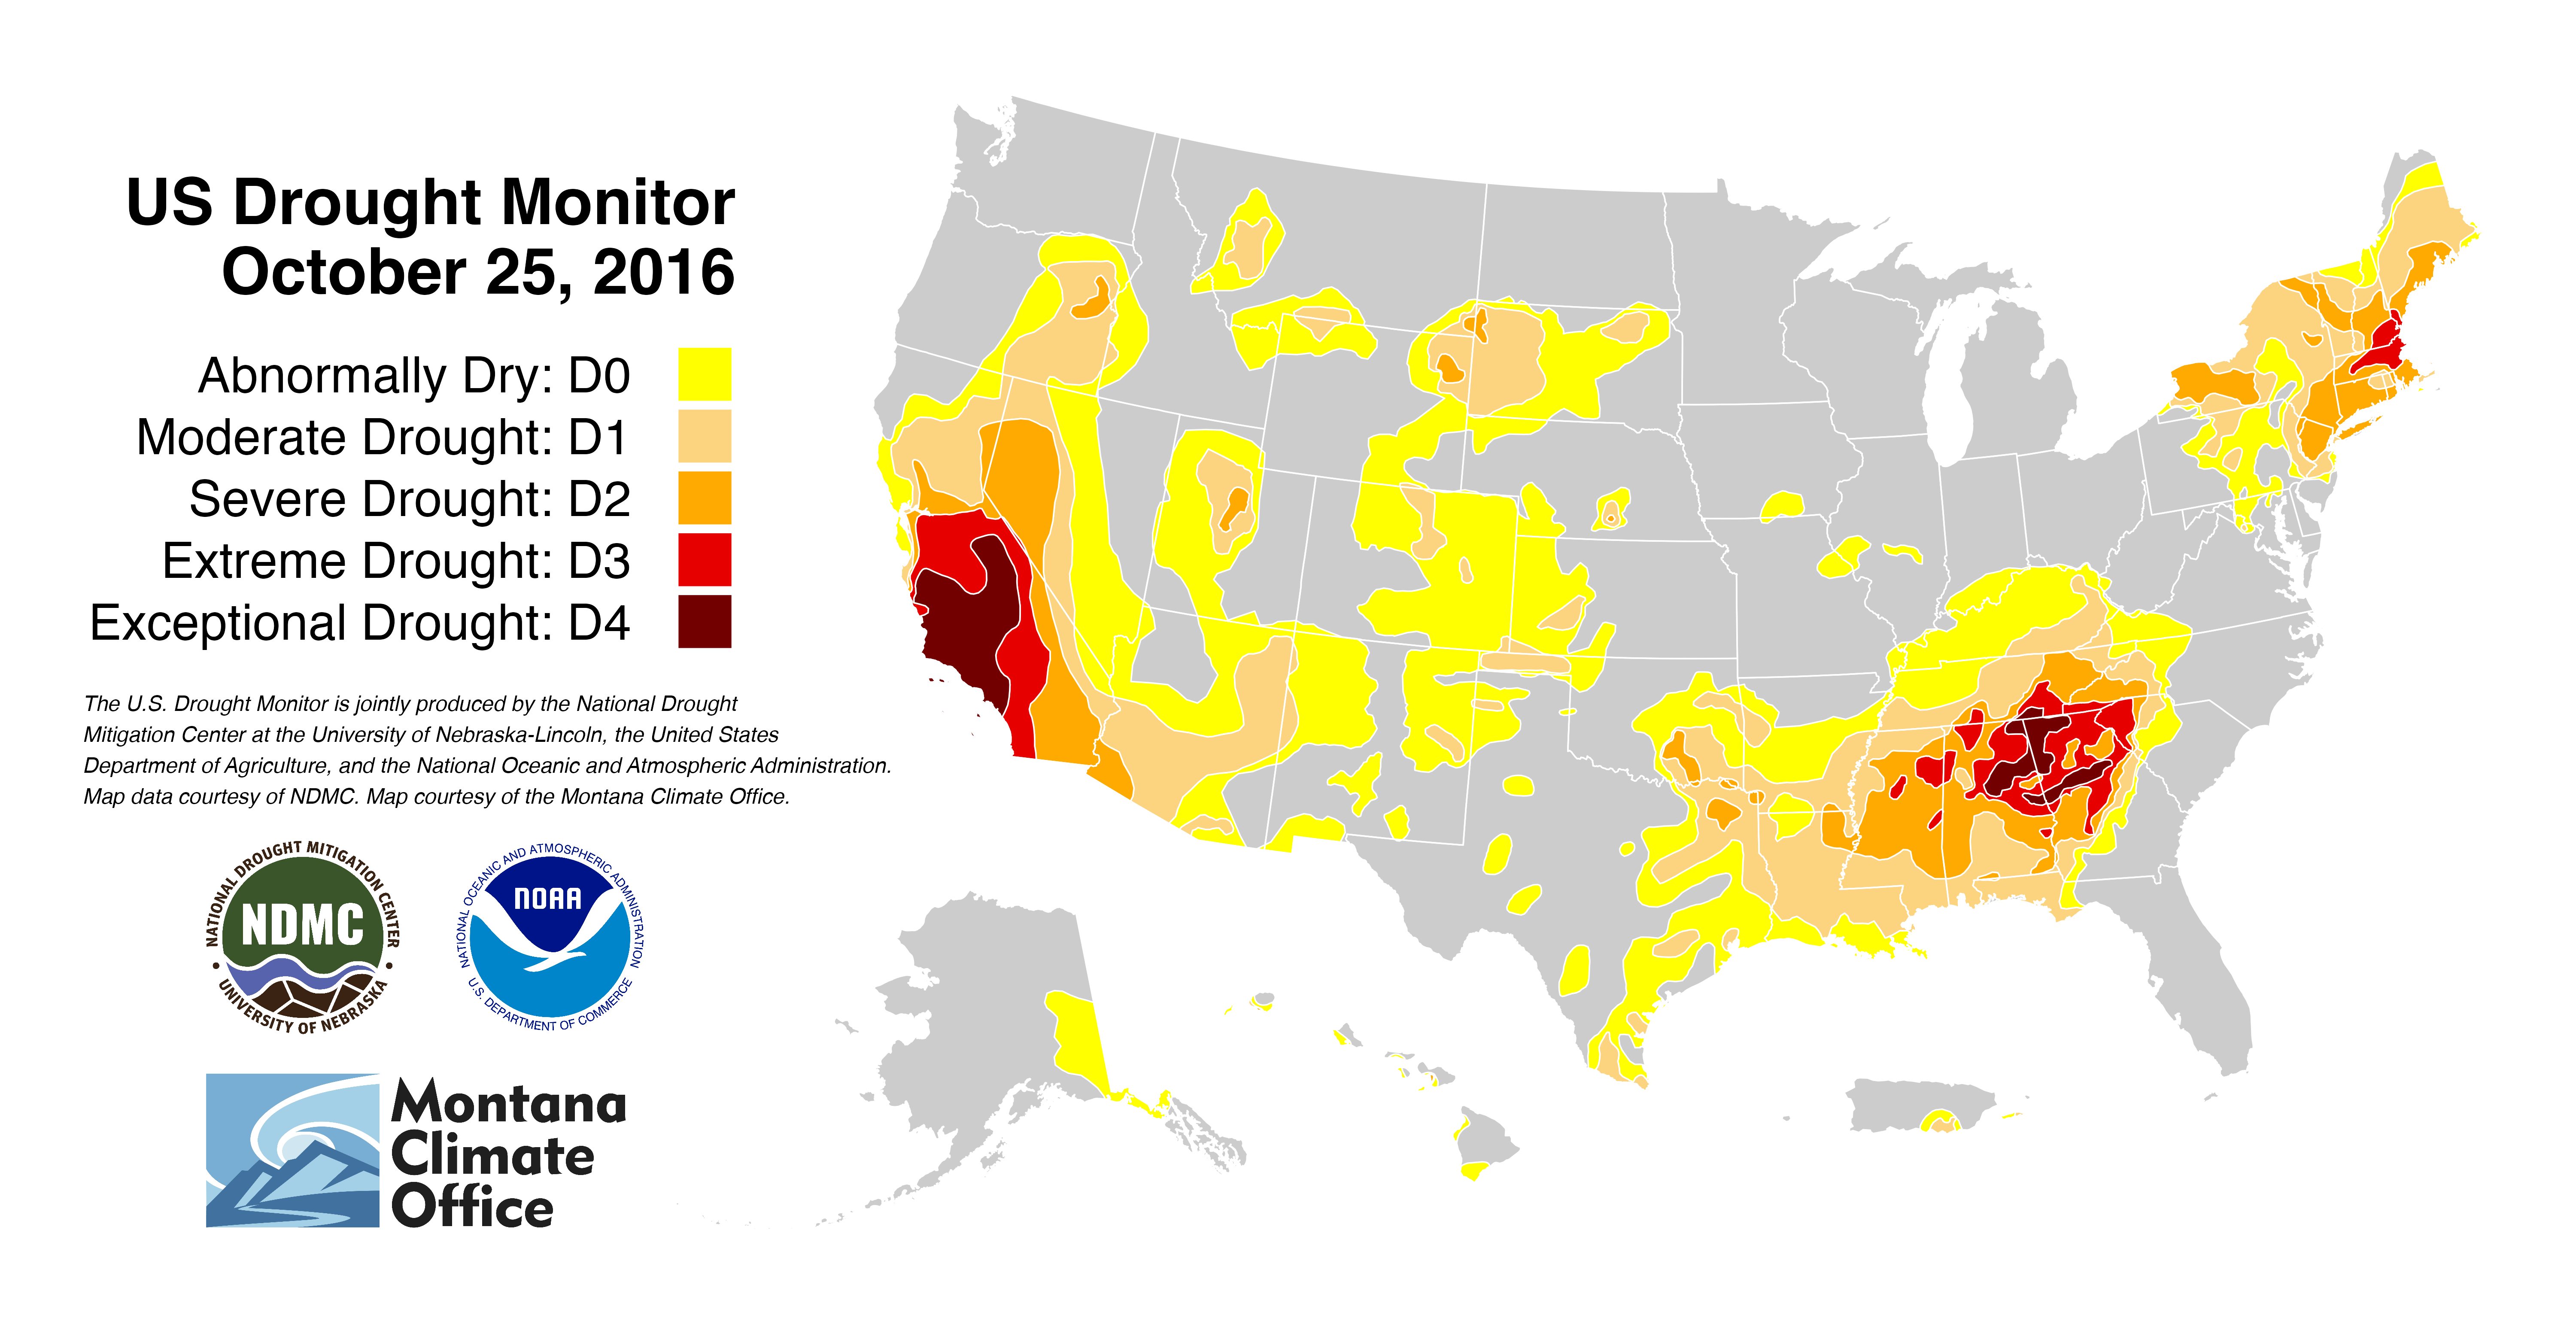 US Drought Monitor
October 25, 2016
Abnormally Dry: D0
Moderate Drought: D1
Severe Drought: D2
Extreme Drought: D3
Exceptional Drought: D4
The U.S. Drought Monitor is jointly produced by the National Drought
Mitigation Center at the University of Nebraska-Lincoln, the United States
Department of Agriculture, and the National Oceanic and Atmospheric Administration.
Map data courtesy of NDMC. Map courtesy of the Montana Climate Office.
NATIONAL DROUGHT MITIGATION CENTER
NDMC
• UNIVERSITY OF NEBRASKA •
NATIONAL OCEANIC AND ATMOSPHERIC ADMINISTRATION
NOAA
U.S. DEPARTMENT OF COMMERCE
Montana
Climate
Office